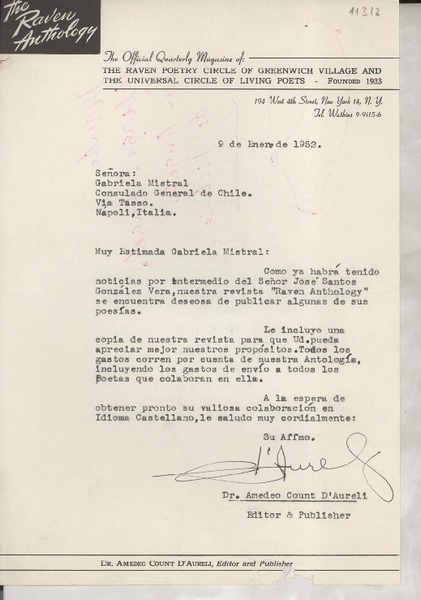 11312
The
Raven
Anthology
The Official Quarterly Magazine of:
THE RAVEN POETRY CIRCLE OF GREENWICH VILLAGE AND
THE UNIVERSAL CIRCLE OF LIVING POETS - FOUNDED 1933
194 West 4th Street, New York 14, N. Y.
Tel. Watkins 9-9115-6
9 de Enero de 1952.
Señora:
Gabriela Mistral
Consulado General de Chile.
Via Tasso.
Napoli,Italia.
Muy Estimada Gabriela Mistral:
Como ya habrá tenido
noticias por intermedio del Señor José Santos
González Vera,nuestra revista "Raven Anthology"
se encuentra deseosa de publicar algunas de sus
poesías.
Le incluyo una
copia de nuestra revista para que Ud.pueda
apreciar mejor nuestros propósitos.Todos los
gastos corren por cuenta de nuestra Antología,
incluyendo los gastos de envío a todos los
Poetas que colaboran en ella.
A la espera de
obtener pronto su valiosa colaboración en
Idioma Castellano,le saludo muy cordialmente:
Su Affmo.
D'Aureli
Dr. Amedeo Count D'Aureli
Editor & Publisher
DR. AMEDEO COUNT D'AURELI, Editor and Publisher